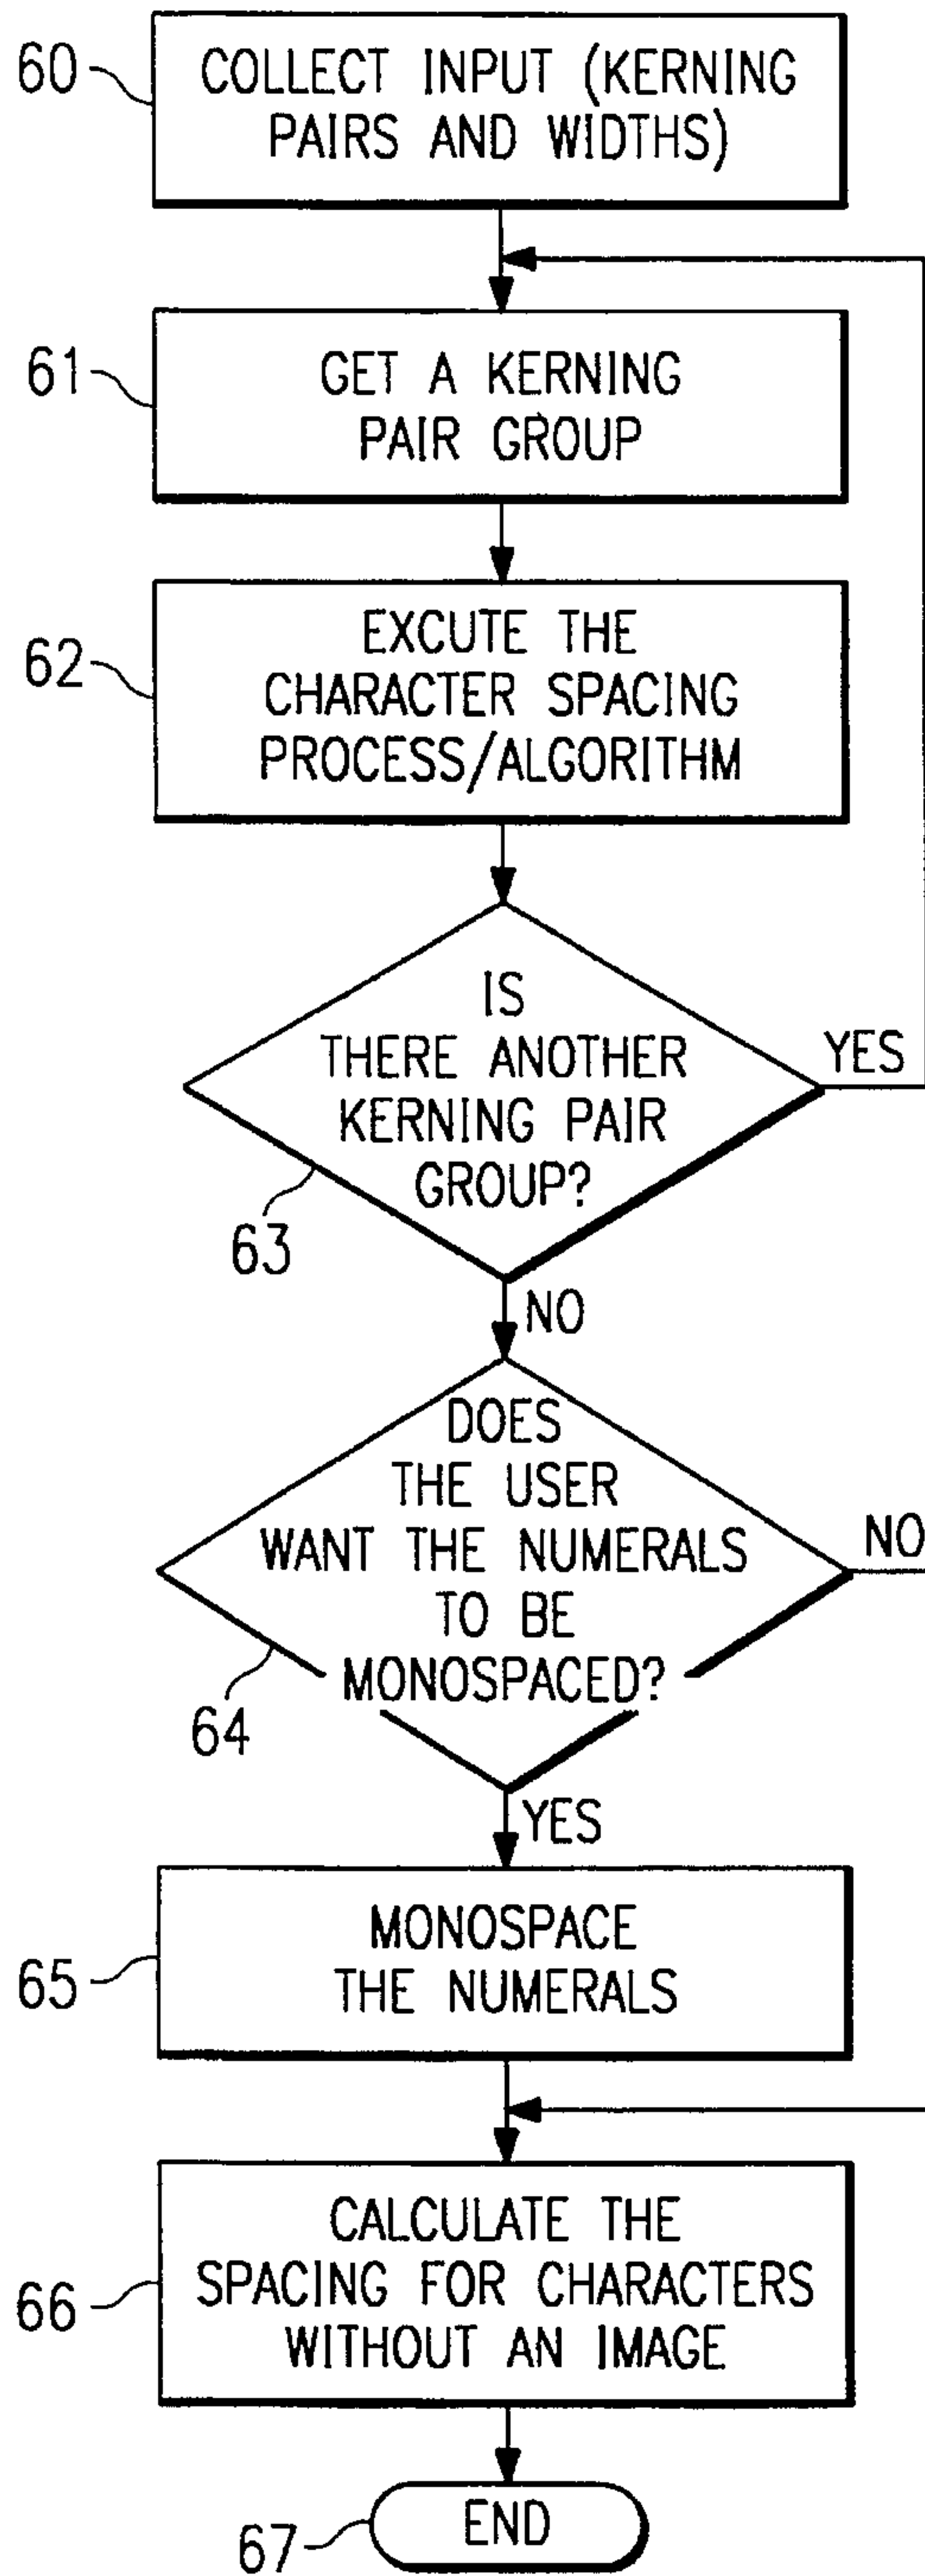 60
COLLECT INPUT (KERNING
PAIRS AND WIDTHS)
61
GET A KERNING
PAIR GROUP
62
EXCUTE THE
CHARACTER SPACING
PROCESS/ALGORITHM
IS
THERE ANOTHER
KERNING PAIR
GROUP?
YES
63
NO
DOES
THE USER
WANT THE NUMERALS
TO BE
MONOSPACED?
NO
64
YES
65
MONOSPACE
THE NUMERALS
66
CALCULATE THE
SPACING FOR CHARACTERS
WITHOUT AN IMAGE
67
END